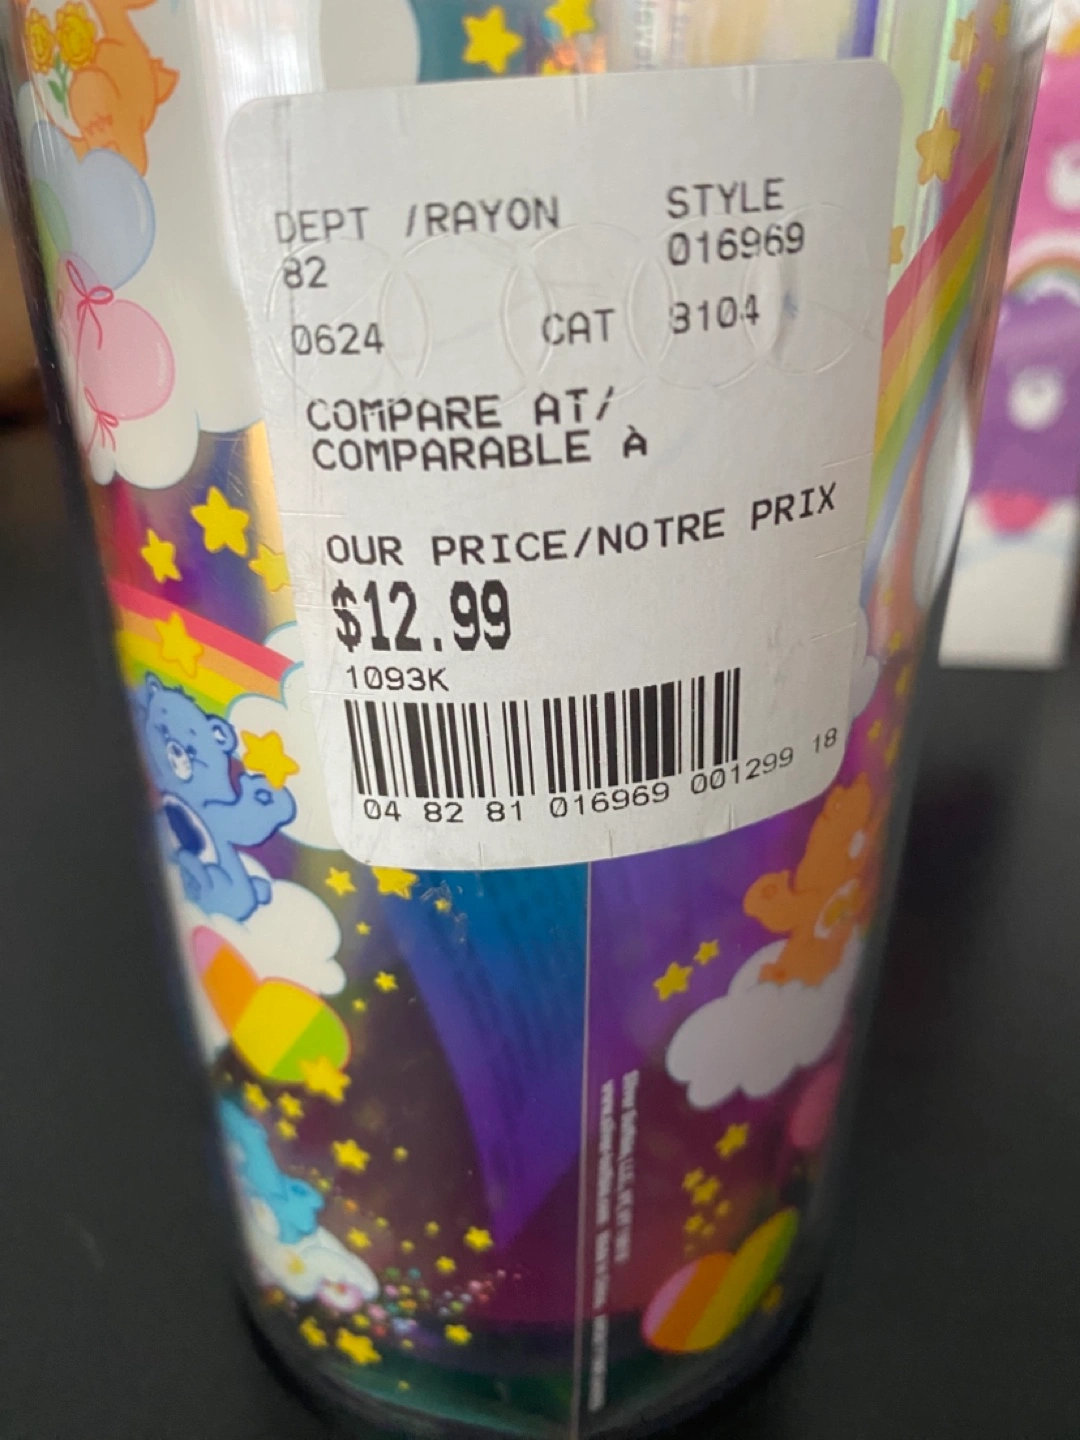 DEPT /RAYON STYLE
82 016969
0624 CAT 3104
COMPARE AT/
COMPARABLE À
OUR PRICE/NOTRE PRIX
$12.99
1093K
04 82 81 016969 001299 18